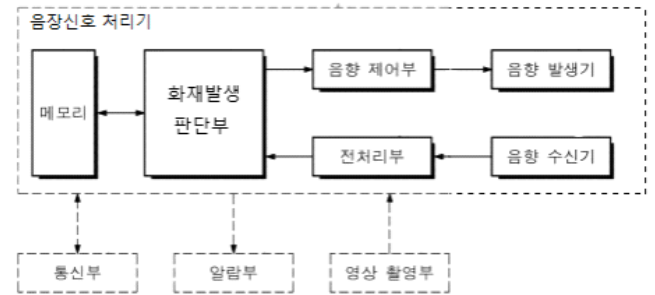 음장신호 처리기
메모리
화재발생
판단부
음향 제어부
음향 발생기
전처리부
음향 수신기
통신부
알람부
영상 촬영부